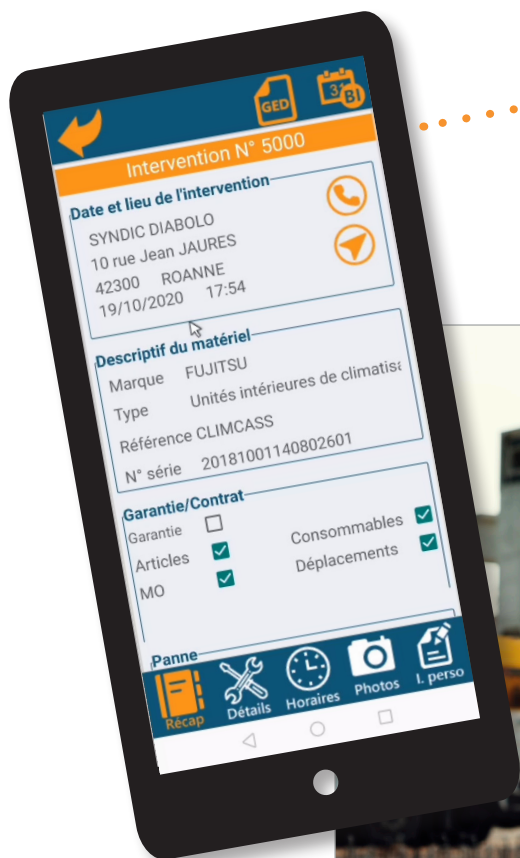 GED
31
BI
Intervention N° 5000
Date et lieu de l'intervention
SYNDIC DIABOLO
10 rue Jean JAURES
42300 ROANNE
19/10/2020 17:54
Descriptif du matériel
Marque FUJITSU
Type Unités intérieures de climatisa
Référence CLIMCASS
N° série 20181001140802601
Garantie/Contrat
Garantie
Articles Consommables
MO Déplacements
Panne
Récap Détails Horaires Photos I. perso